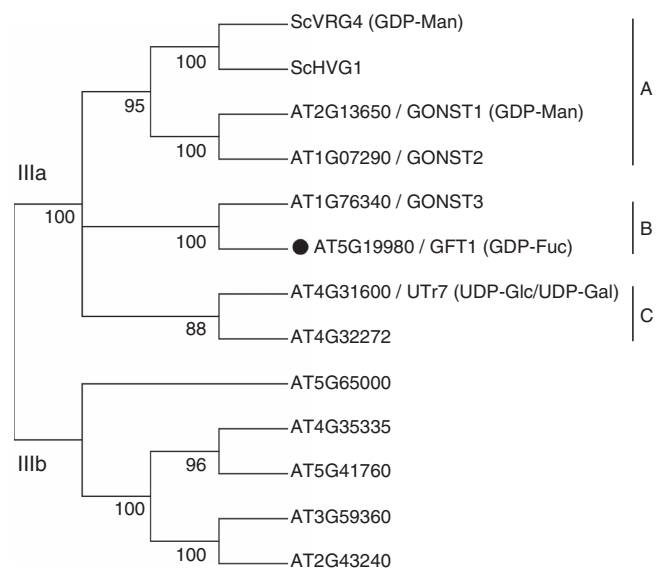 ScVRG4 (GDP-Man)
100
ScHVG1
A
95
AT2G13650 / GONST1 (GDP-Man)
100
AT1G07290 / GONST2
IIIa
100
AT1G76340 / GONST3
B
100
AT5G19980 / GFT1 (GDP-Fuc)
AT4G31600 / UTr7 (UDP-Glc/UDP-Gal)
C
88
AT4G32272
AT5G65000
AT4G35335
IIIb
96
AT5G41760
100
AT3G59360
100
AT2G43240